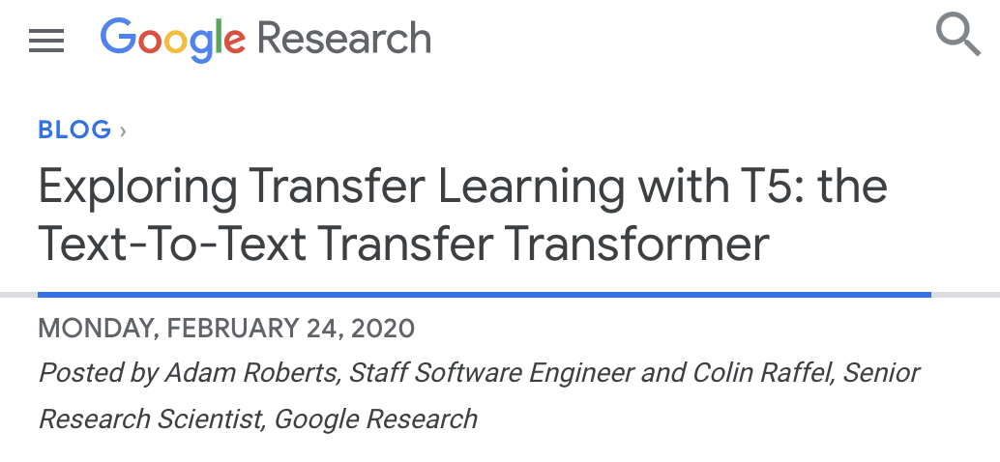 Google Research
BLOG ›
Exploring Transfer Learning with T5: the
Text-To-Text Transfer Transformer
MONDAY, FEBRUARY 24, 2020
Posted by Adam Roberts, Staff Software Engineer and Colin Raffel, Senior
Research Scientist, Google Research